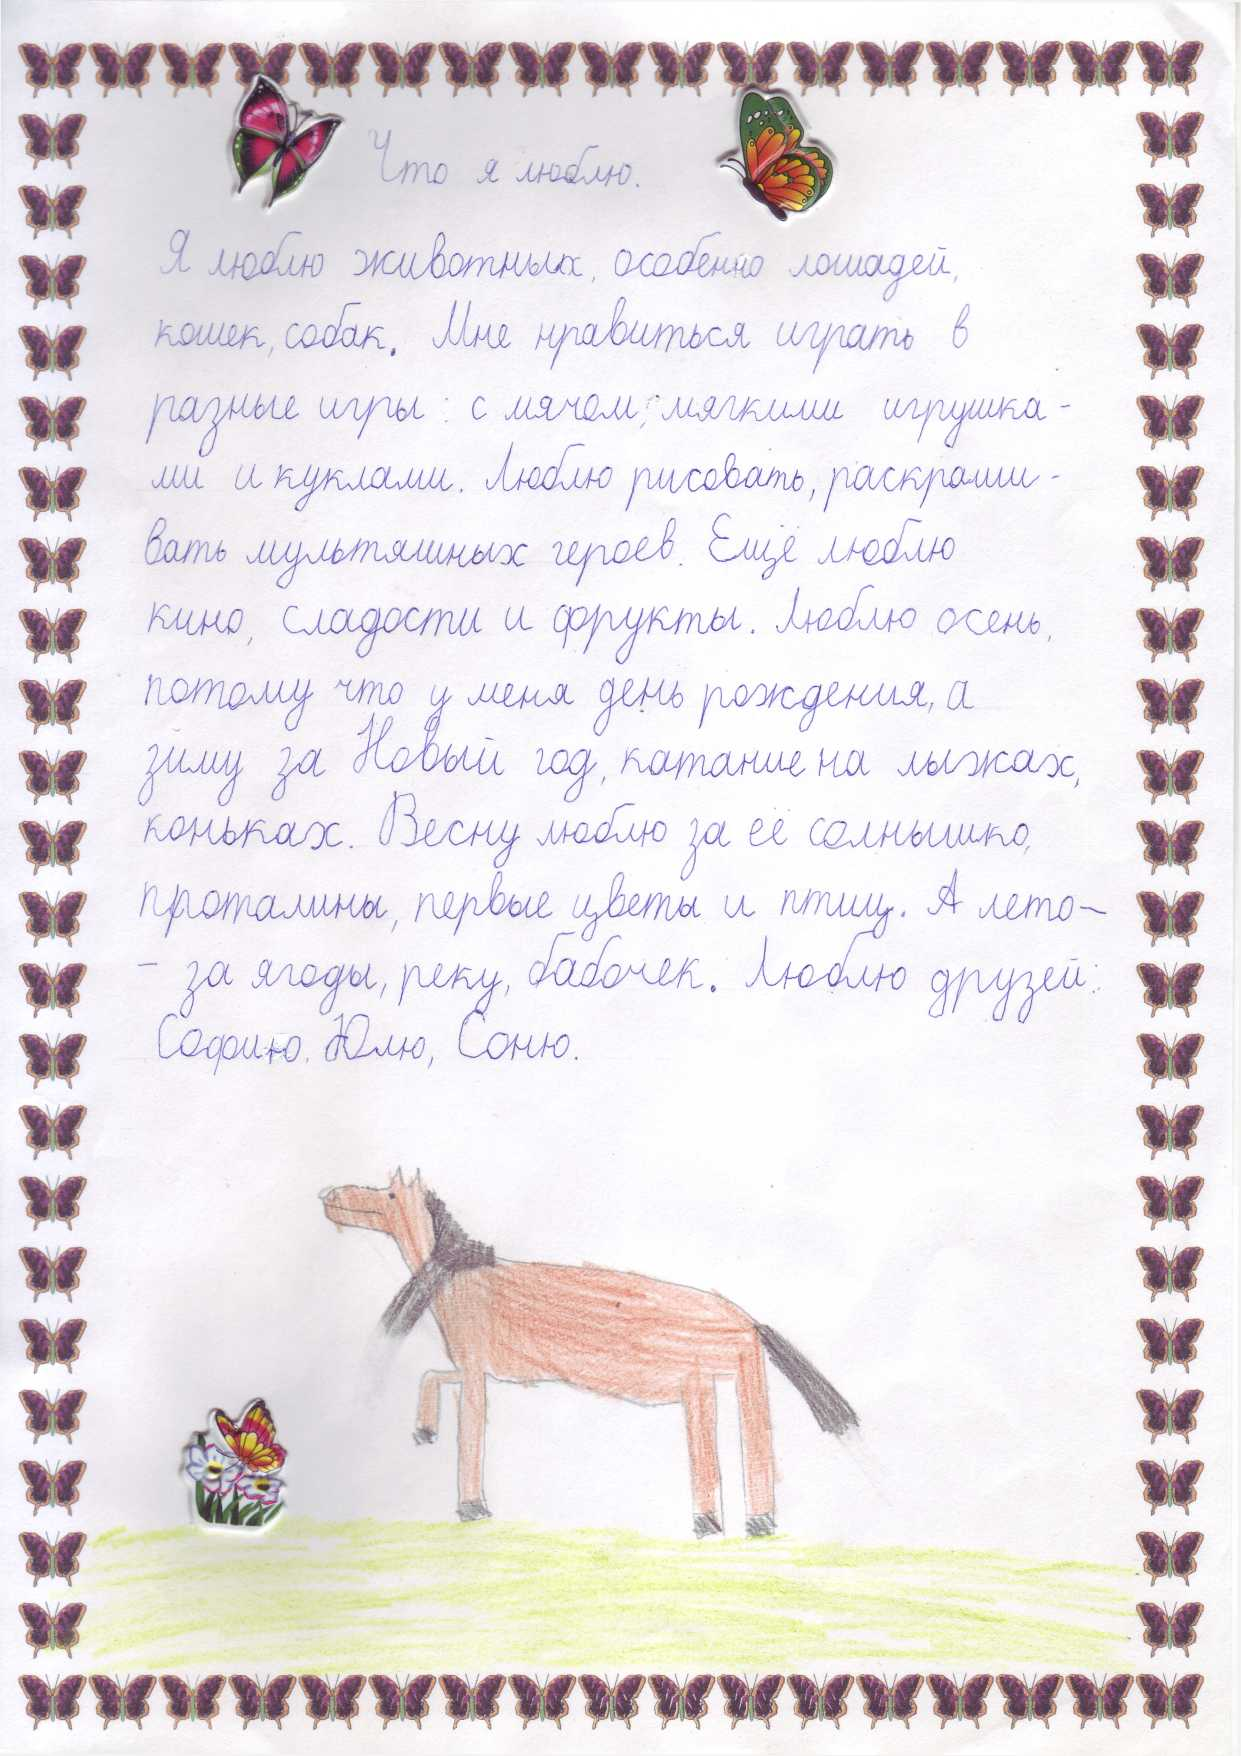 Что я люблю.
Я люблю животных, особенно лошадей,
кошек, собак. Мне нравиться играть в
разные игры: с мячом, мягкими игрушка-
ми и куклами. Люблю рисовать, раскраши-
вать мультяшных героев. Ещё люблю
кино, сладости и фрукты. Люблю осень,
потому что у меня день рождения, а
зиму за Новый год, катание на лыжах,
коньках. Весну люблю за её солнышко,
проталины, первые цветы и птиц. А лето-
- за ягоды, реку, бабочек. Люблю друзей:
Софию, Юлю, Соню.